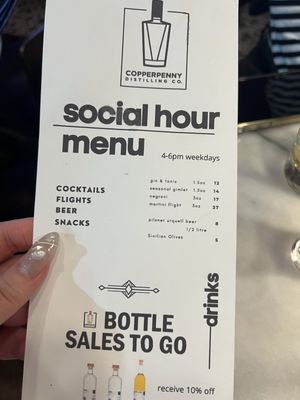 COPPERPENNY
DISTILLING CO.
social hour
menu
4-6pm weekdays
COCKTAILS
FLIGHTS
BEER
SNACKS
gin & tonic 1.5oz 12
seasonal gimlet 1.5oz 14
negroni 3oz 17
martini flight 3oz 27
pilsner urquell beer 8
1/2 litre
Sicilian Olives 5
drinks
BOTTLE
SALES TO GO
receive 10% off